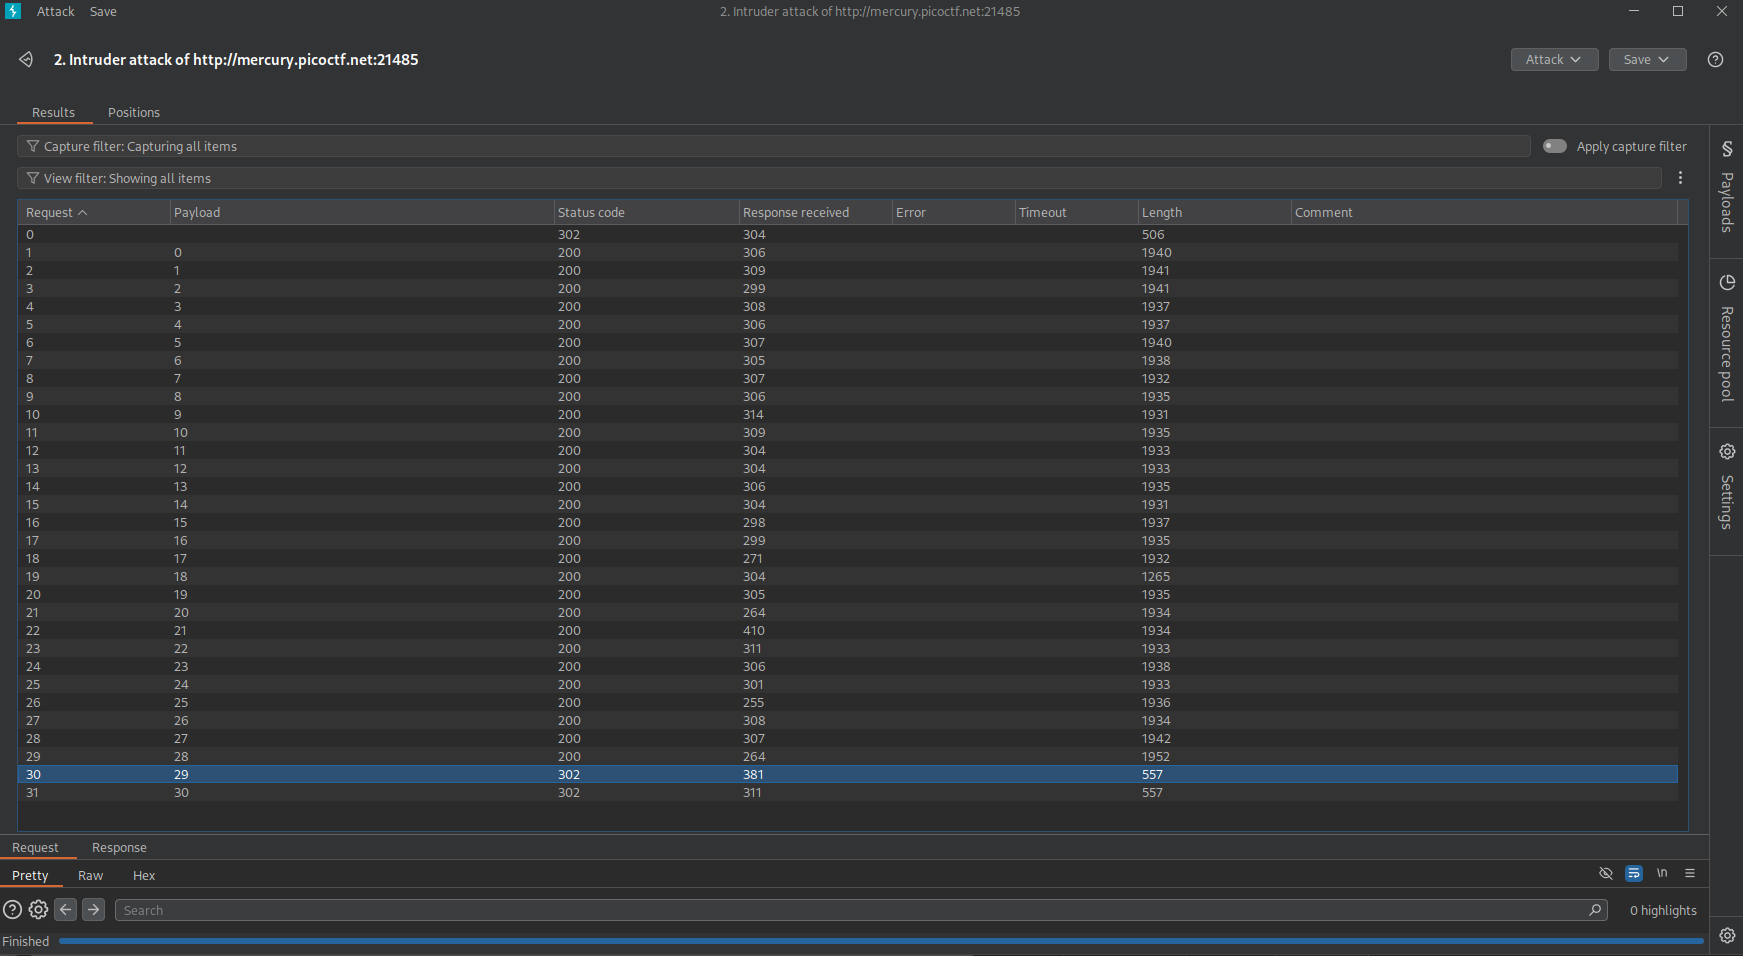 Attack Save 2. Intruder attack of http://mercury.picoctf.net:21485
2. Intruder attack of http://mercury.picoctf.net:21485 Attack Save
Results Positions
Capture filter: Capturing all items Apply capture filter
View filter: Showing all items
Request Payload Status code Response received Error Timeout Length Comment
0 302 304 506
1 0 200 306 1940
2 1 200 309 1941
3 2 200 299 1941
4 3 200 308 1937
5 4 200 306 1937
6 5 200 307 1940
7 6 200 305 1938
8 7 200 307 1932
9 8 200 306 1935
10 9 200 314 1931
11 10 200 309 1935
12 11 200 304 1933
13 12 200 304 1933
14 13 200 306 1935
15 14 200 304 1931
16 15 200 298 1937
17 16 200 299 1935
18 17 200 271 1932
19 18 200 304 1265
20 19 200 305 1935
21 20 200 264 1934
22 21 200 410 1934
23 22 200 311 1933
24 23 200 306 1938
25 24 200 301 1933
26 25 200 255 1936
27 26 200 308 1934
28 27 200 307 1942
29 28 200 264 1952
30 29 302 381 557
31 30 302 311 557
Payloads
Resource pool
Settings
Request Response
Pretty Raw Hex \n
Search 0 highlights
Finished